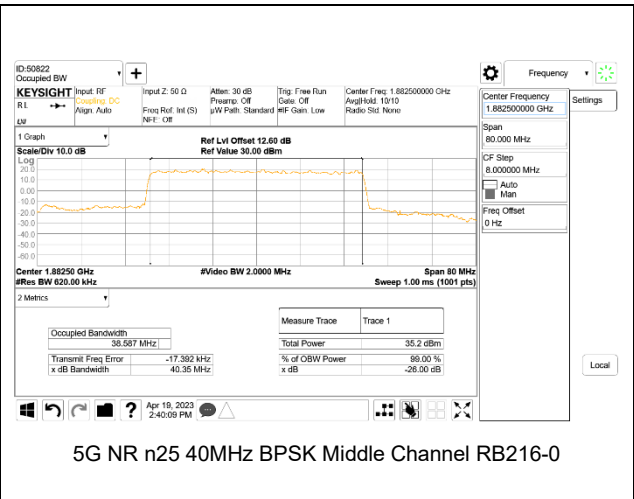 ID:50822
Occupied BW
Frequency
KEYSIGHT
Input: RF
Coupling: DC
Align: Auto
RL
Input Z: 50 Ω
Freq Ref: Int (S)
NFE: Off
Atten: 30 dB
Preamp: Off
µW Path: Standard
Trig: Free Run
Gate: Off
#IF Gain: Low
Center Freq: 1.882500000 GHz
Avg|Hold: 10/10
Radio Std: None
Center Frequency
1.882500000 GHz
Settings
Span
80.000 MHz
CF Step
8.000000 MHz
Auto
Man
Freq Offset
0 Hz
1 Graph
Scale/Div 10.0 dB
Ref Lvl Offset 12.60 dB
Ref Value 30.00 dBm
Log
20.0
10.0
0.00
-10.0
-20.0
-30.0
-40.0
-50.0
-60.0
Center 1.88250 GHz
#Video BW 2.0000 MHz
Span 80 MHz
#Res BW 620.00 kHz
Sweep 1.00 ms (1001 pts)
2 Metrics
Measure Trace
Trace 1
Occupied Bandwidth
38.587 MHz
Total Power
35.2 dBm
Transmit Freq Error
-17.392 kHz
% of OBW Power
99.00 %
x dB Bandwidth
40.35 MHz
x dB
-26.00 dB
Local
?
Apr 19, 2023
2:40:09 PM
5G NR n25 40MHz BPSK Middle Channel RB216-0